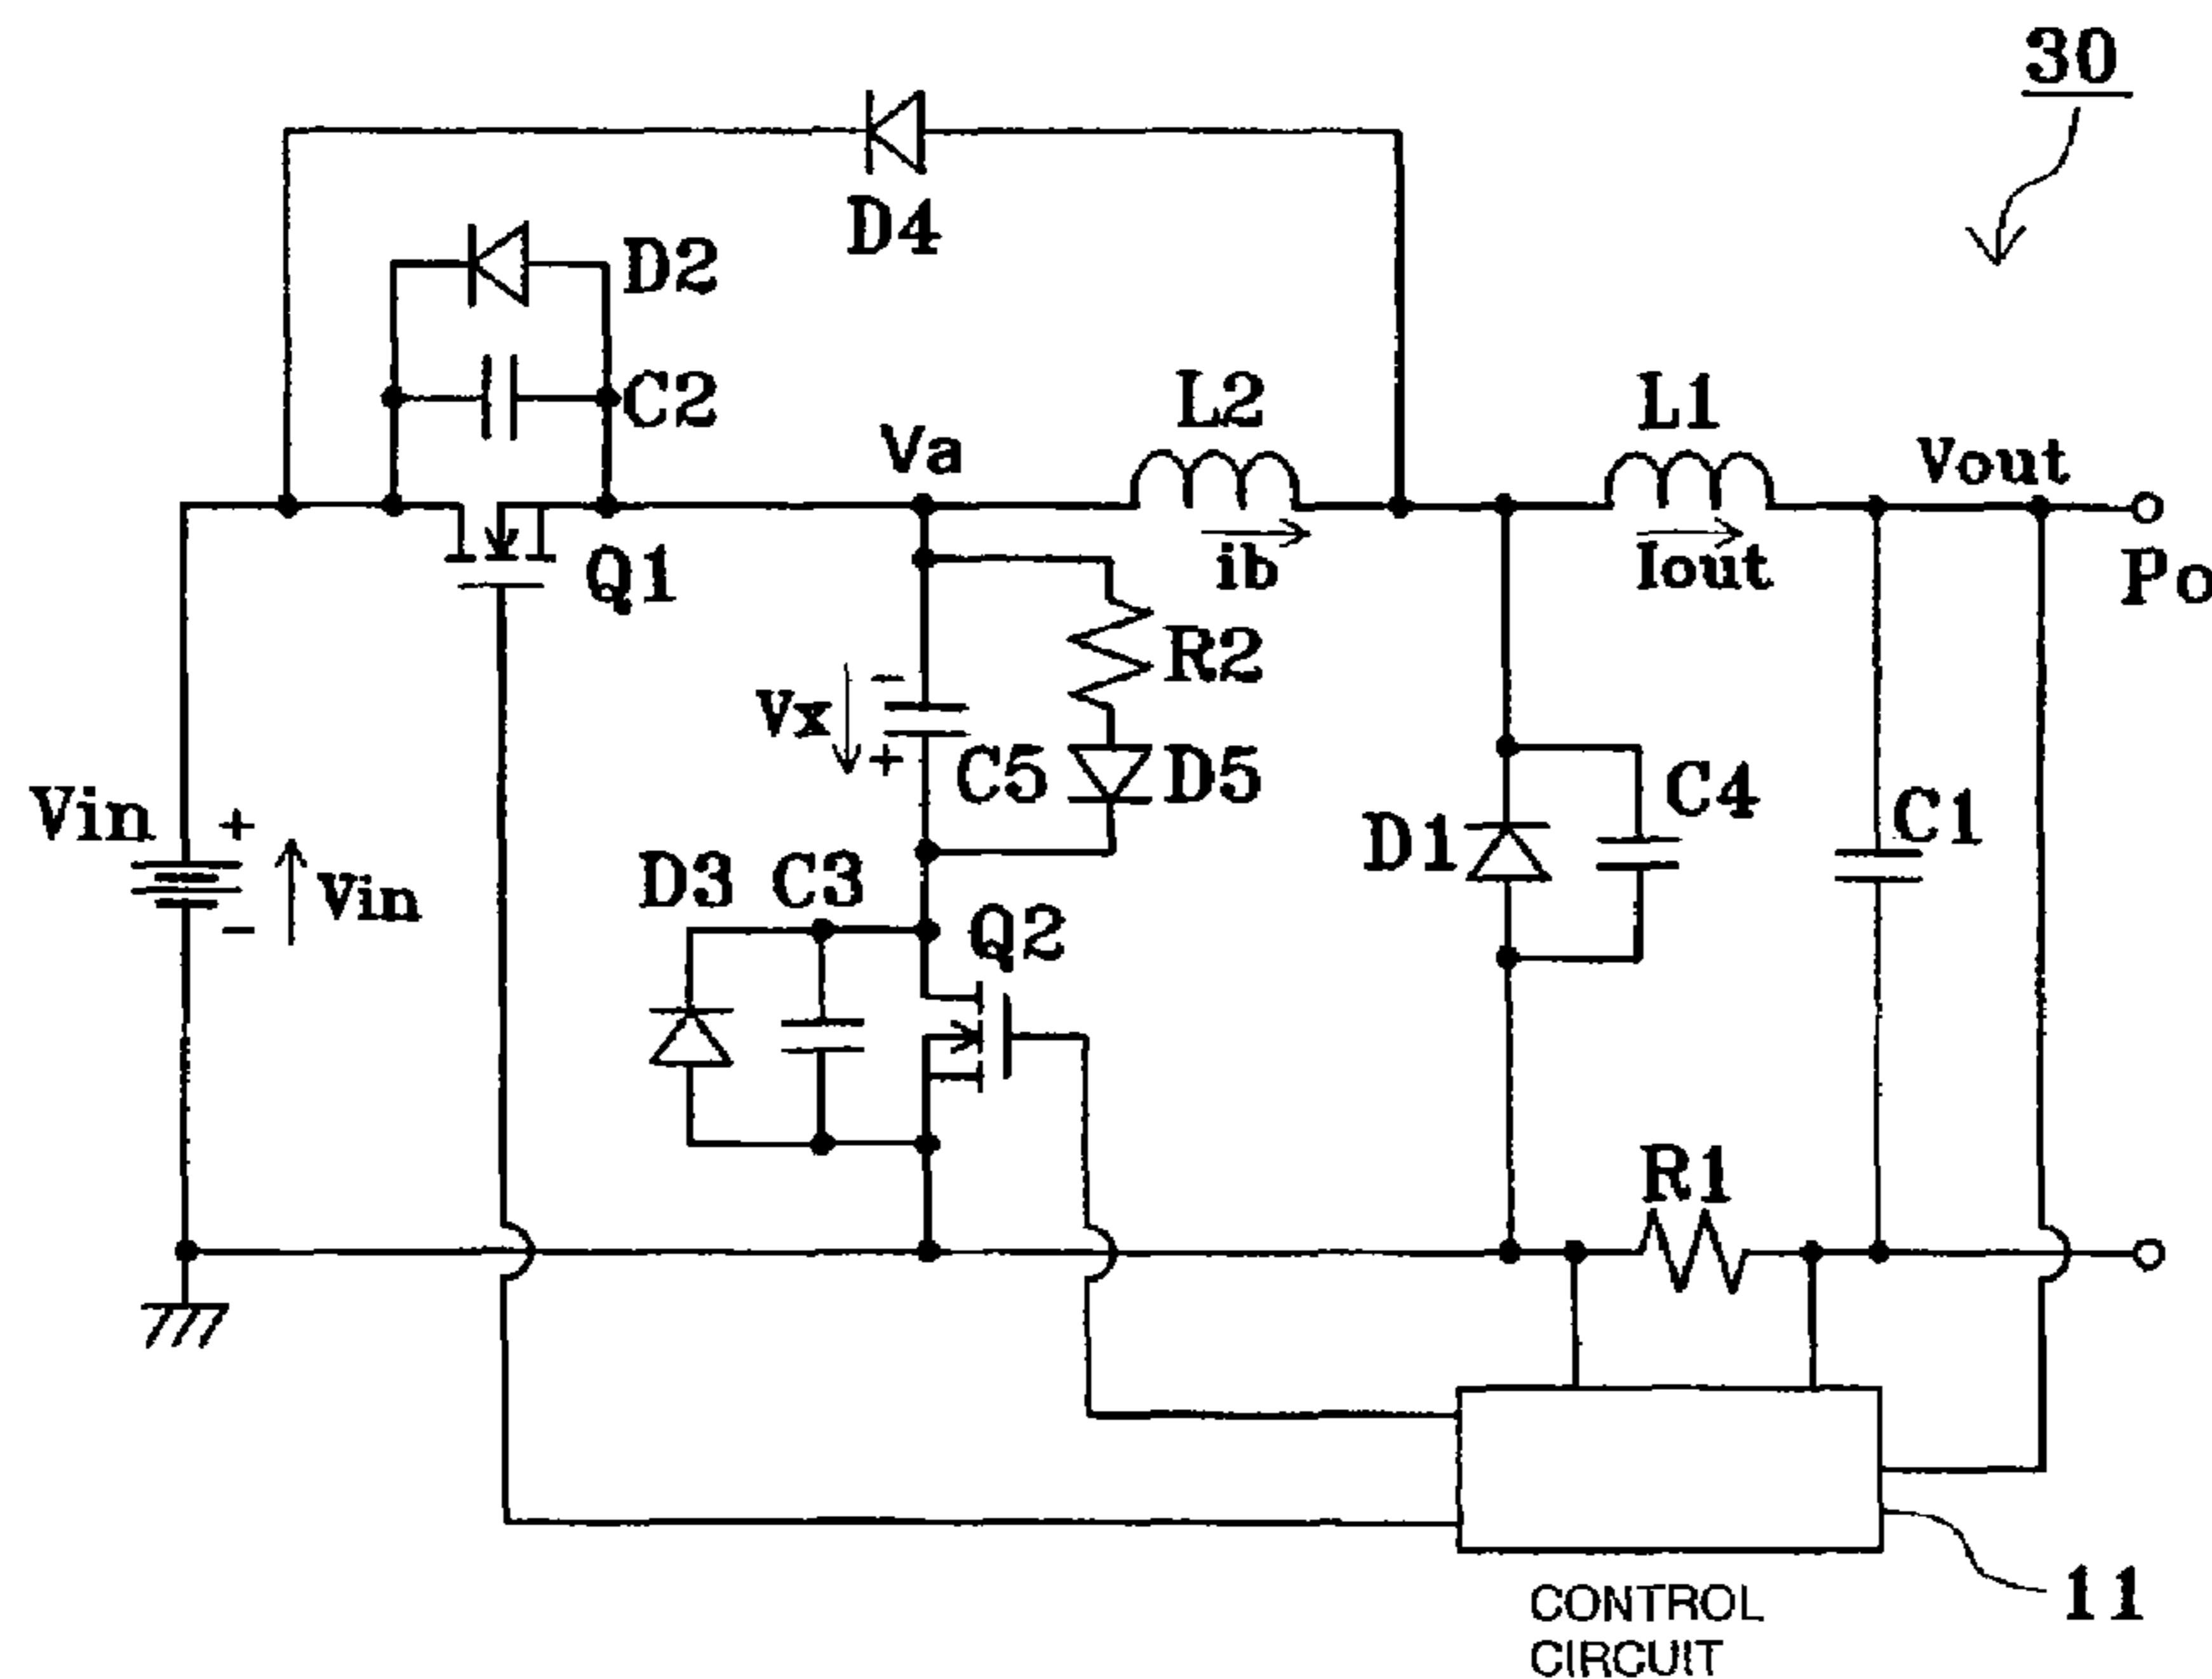 30
D4
D2
C2
Va
L2
L1
Vout
Q1
ib
Iout
Po
R2
Vx
-
+
C5
D5
Vin
+
Vin
-
D3
C3
Q2
D1
C4
C1
R1
CONTROL
CIRCUIT
11